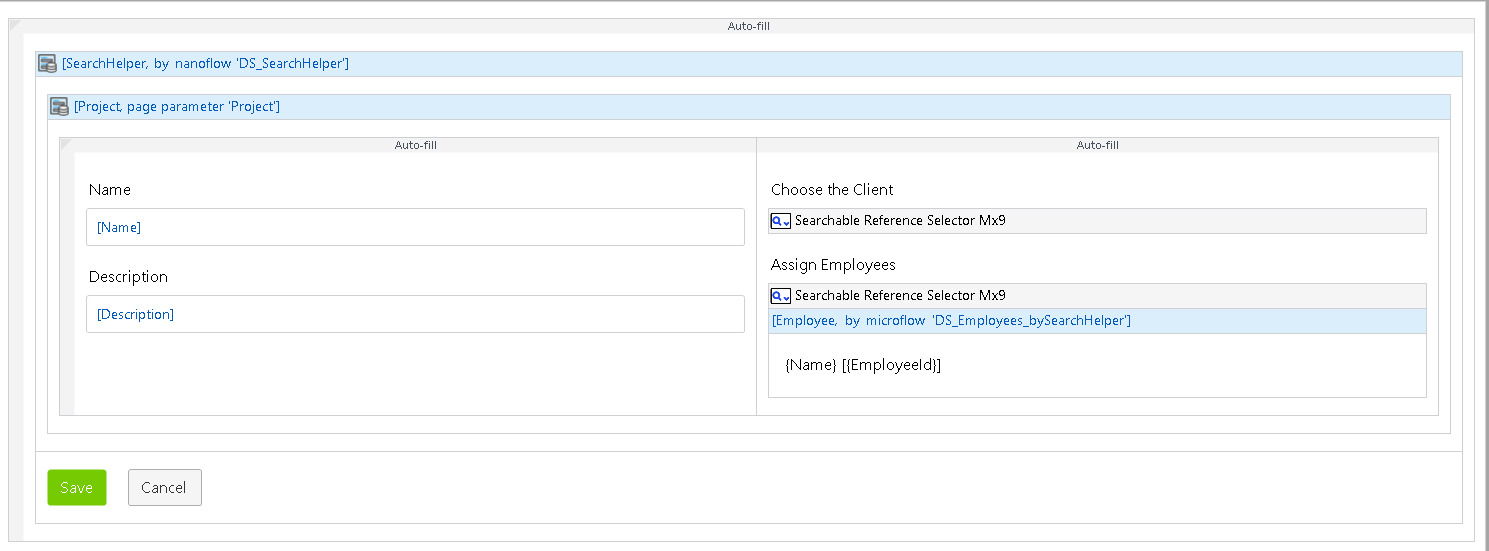 Auto-fill
[SearchHelper, by nanoflow 'DS_SearchHelper']
[Project, page parameter 'Project']
Auto-fill
Auto-fill
Name
[Name]
Description
[Description]
Choose the Client
Searchable Reference Selector Mx9
Assign Employees
Searchable Reference Selector Mx9
[Employee, by microflow 'DS_Employees_bySearchHelper']
{Name} [{EmployeeId}]
Save
Cancel